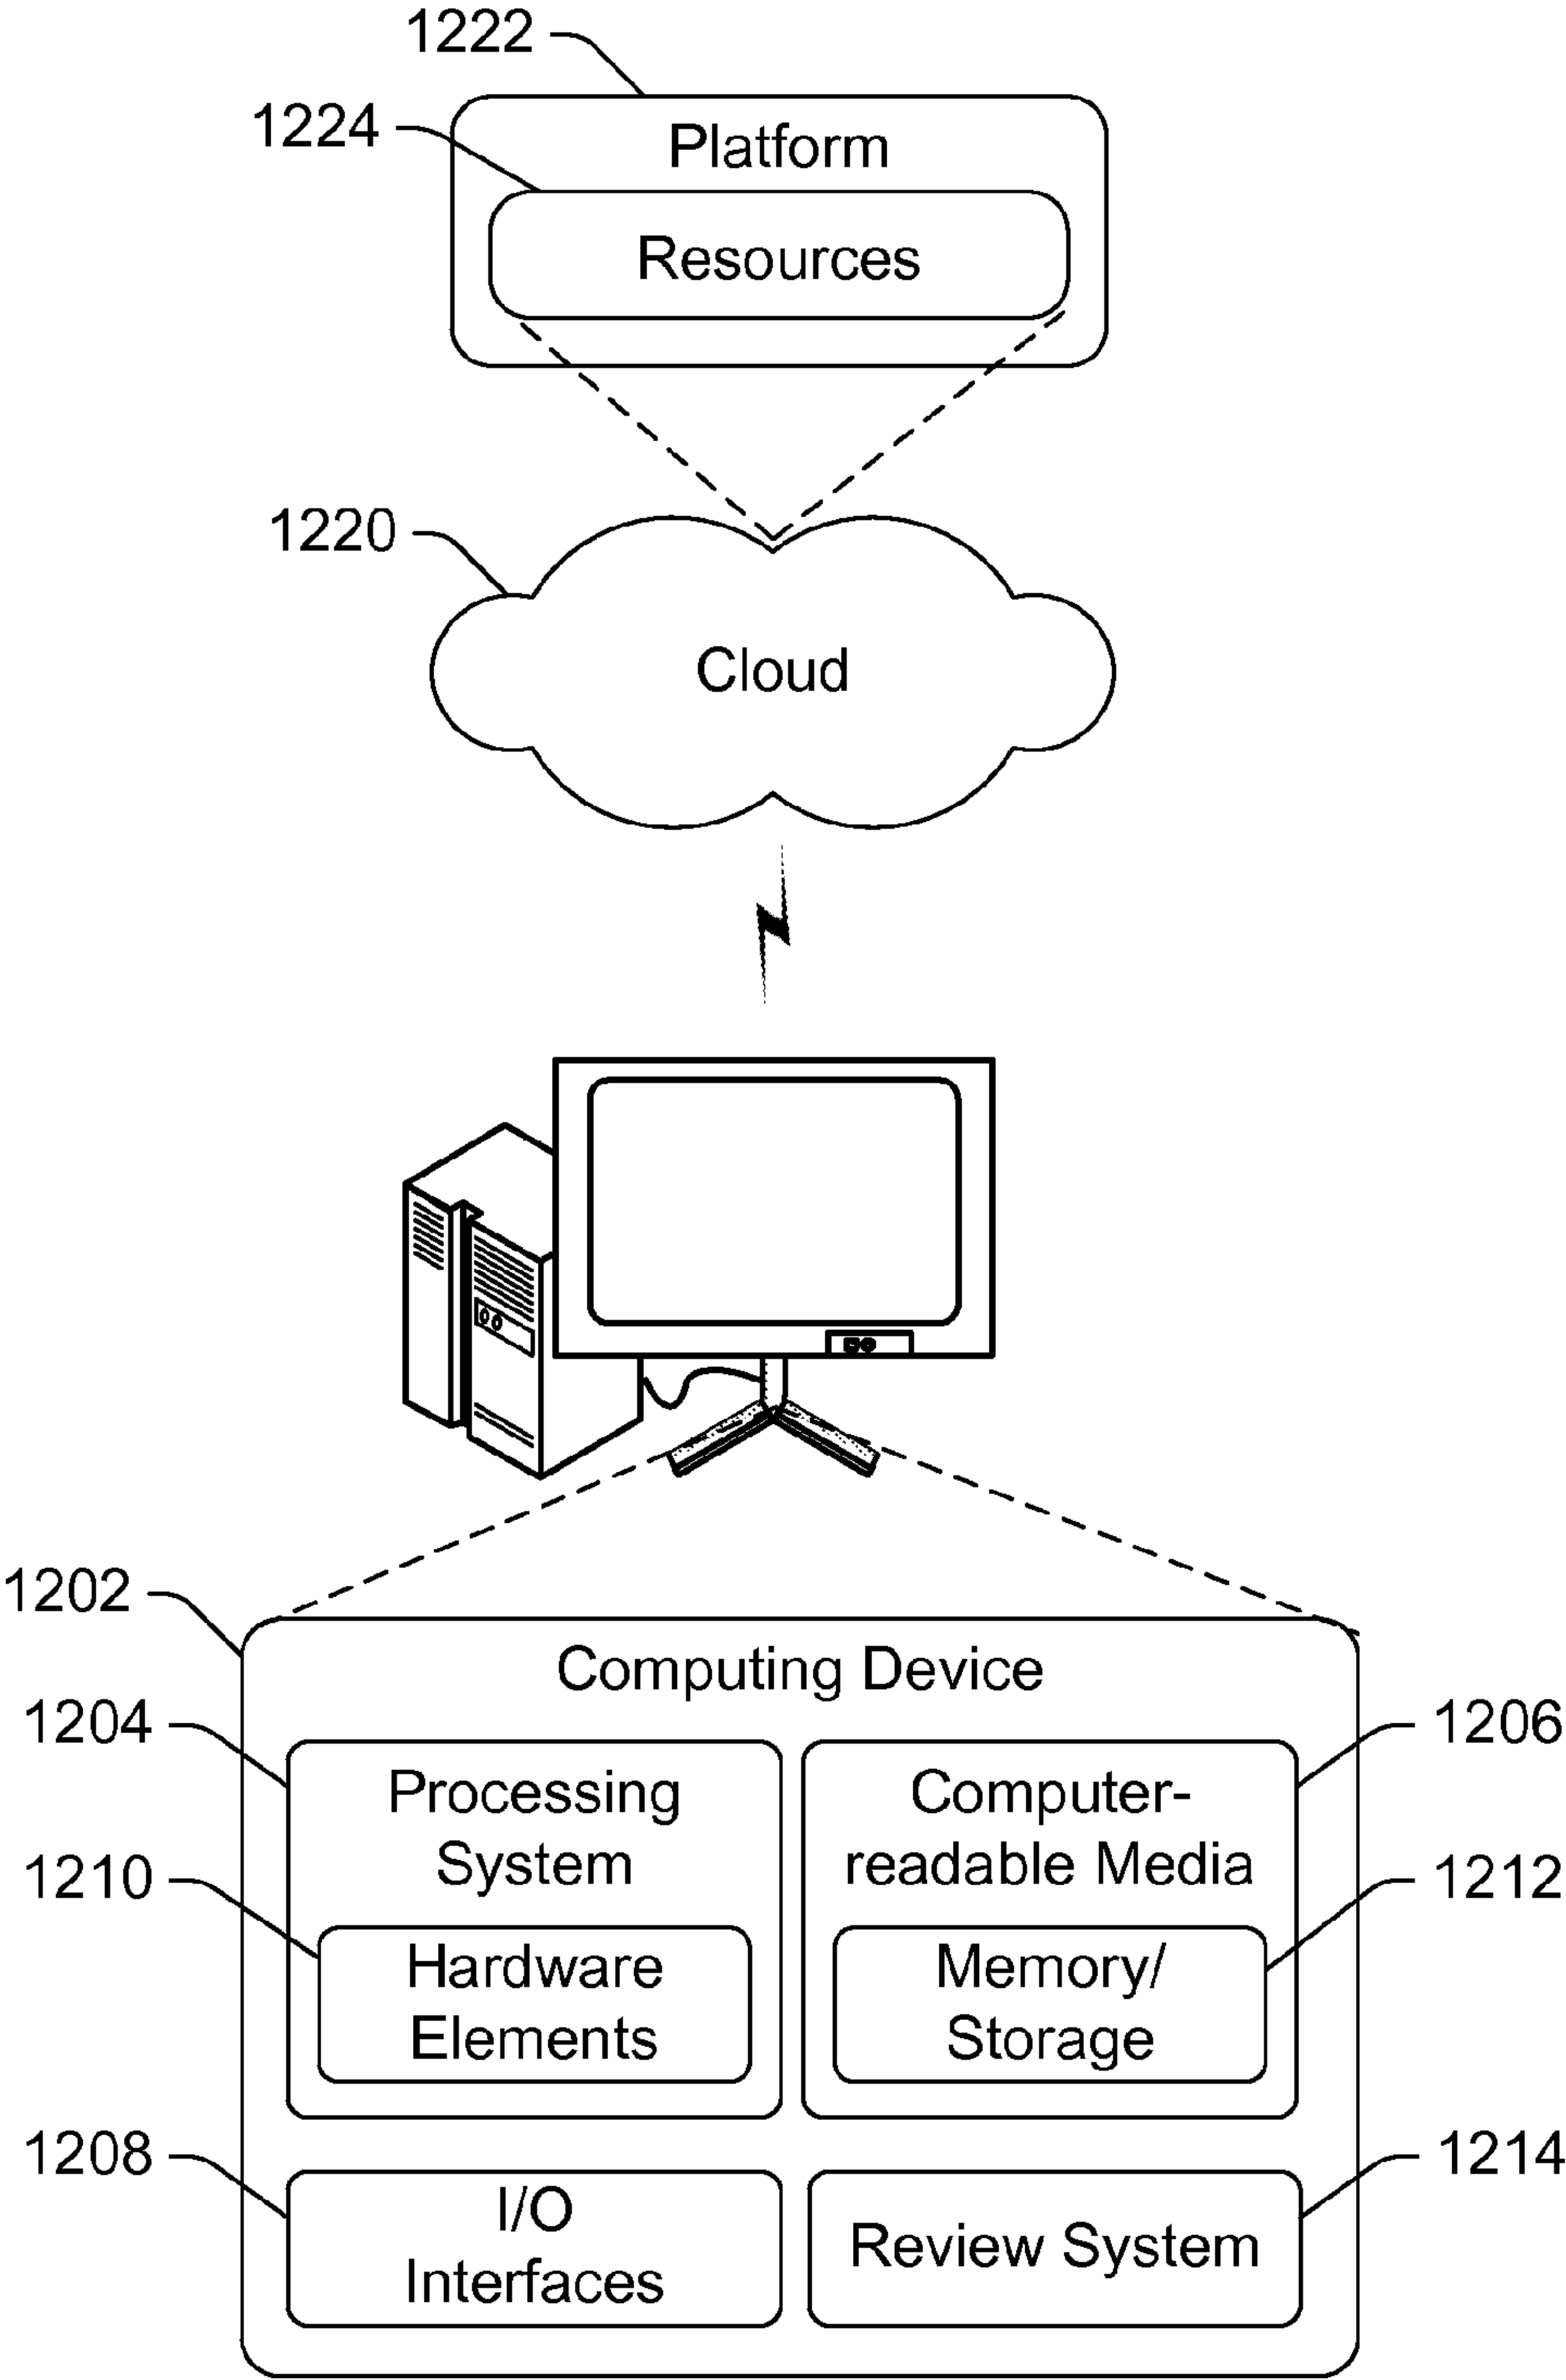 1222
1224
Platform
Resources
1220
Cloud
1202
Computing Device
1204
1206
Processing
System
Computer-
readable Media
1210
1212
Hardware
Elements
Memory/
Storage
1208
1214
I/O
Interfaces
Review System